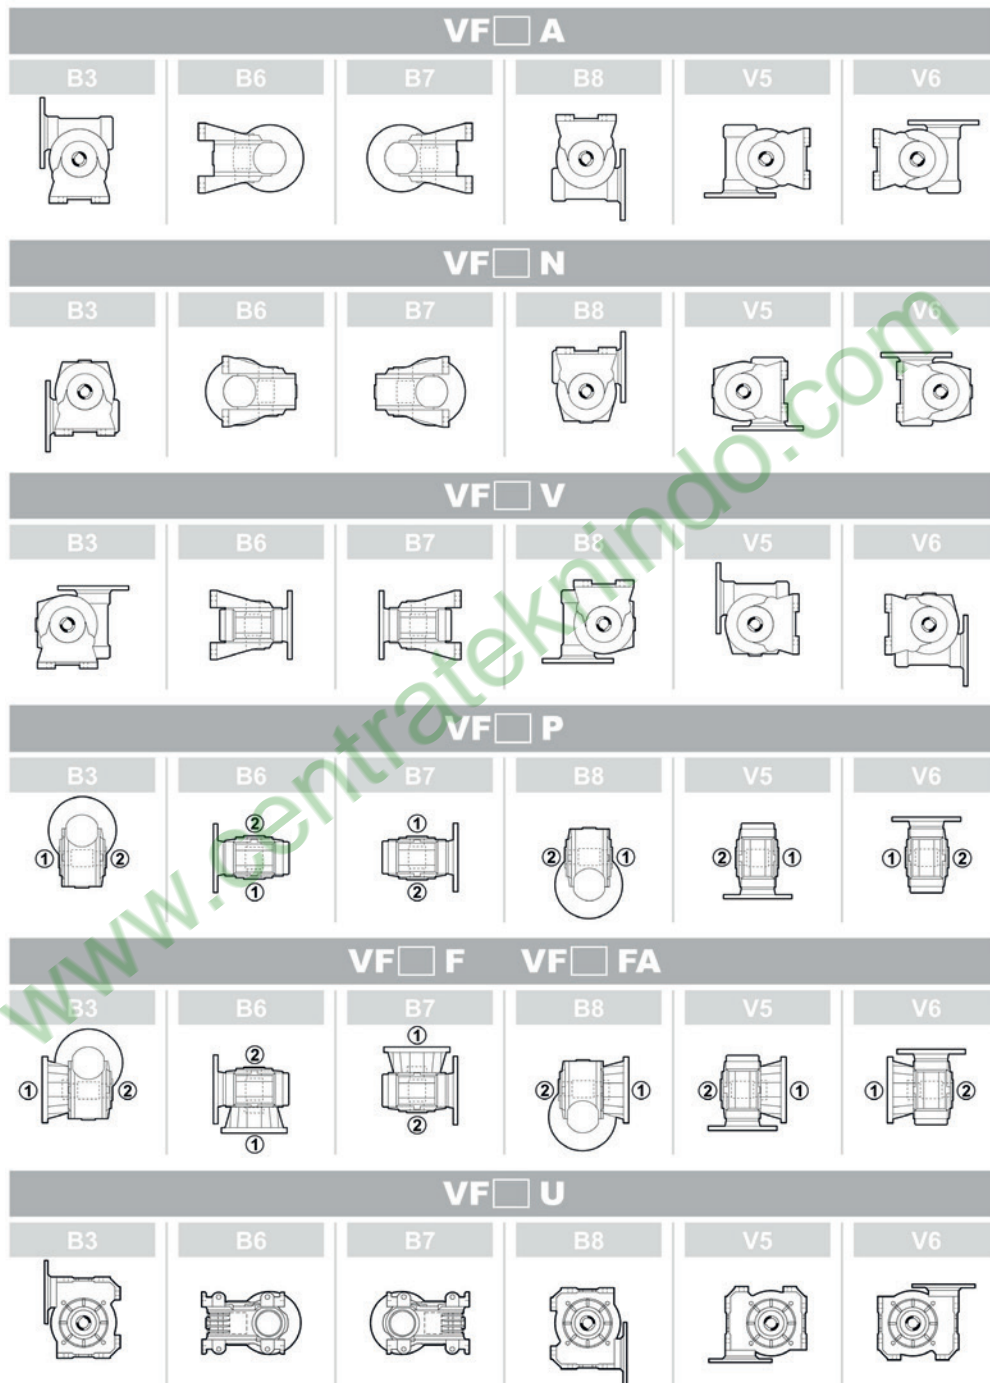 VF A
B3 B6 B7 B8 V5 V6
VF N
B3 B6 B7 B8 V5 V6
VF V
B3 B6 B7 B8 V5 V6
VF P
B3 B6 B7 B8 V5 V6
② ① ① ② ② ① ② ① ① ②
① ②
VF F VF FA
B3 B6 B7 B8 V5 V6
①
① ② ② ② ① ② ① ① ②
① ②
VF U
B3 B6 B7 B8 V5 V6
www.centrateknindo.com